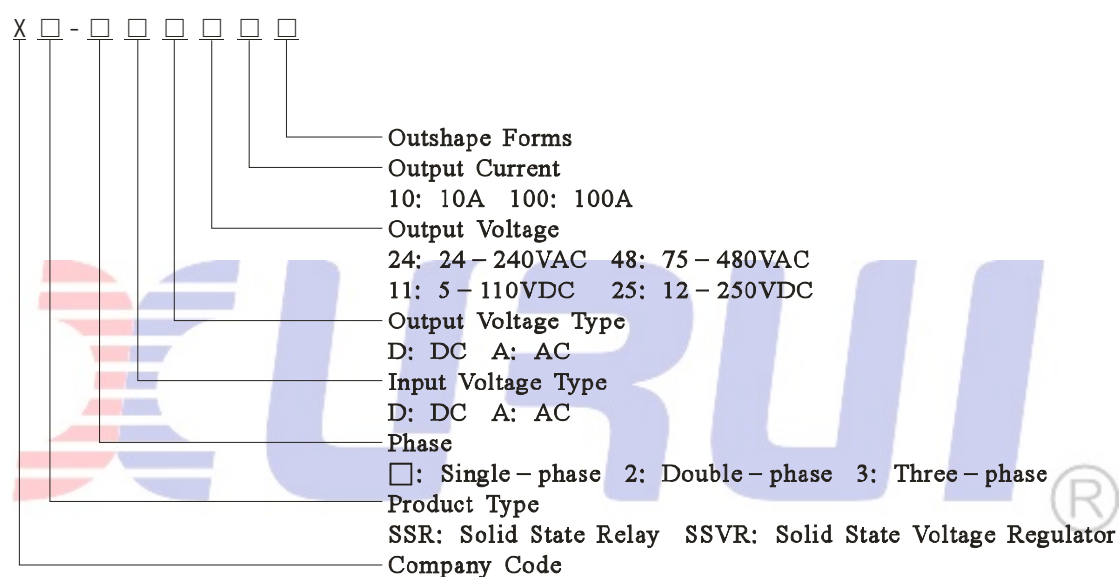 X □ - □ □ □ □ □ □
Outshape Forms
Output Current
10: 10A 100: 100A
Output Voltage
24: 24-240VAC 48: 75-480VAC
11: 5-110VDC 25: 12-250VDC
Output Voltage Type
D: DC A: AC
Input Voltage Type
D: DC A: AC
Phase
□: Single-phase 2: Double-phase 3: Three-phase
Product Type
SSR: Solid State Relay SSVR: Solid State Voltage Regulator
Company Code
XURUI ®